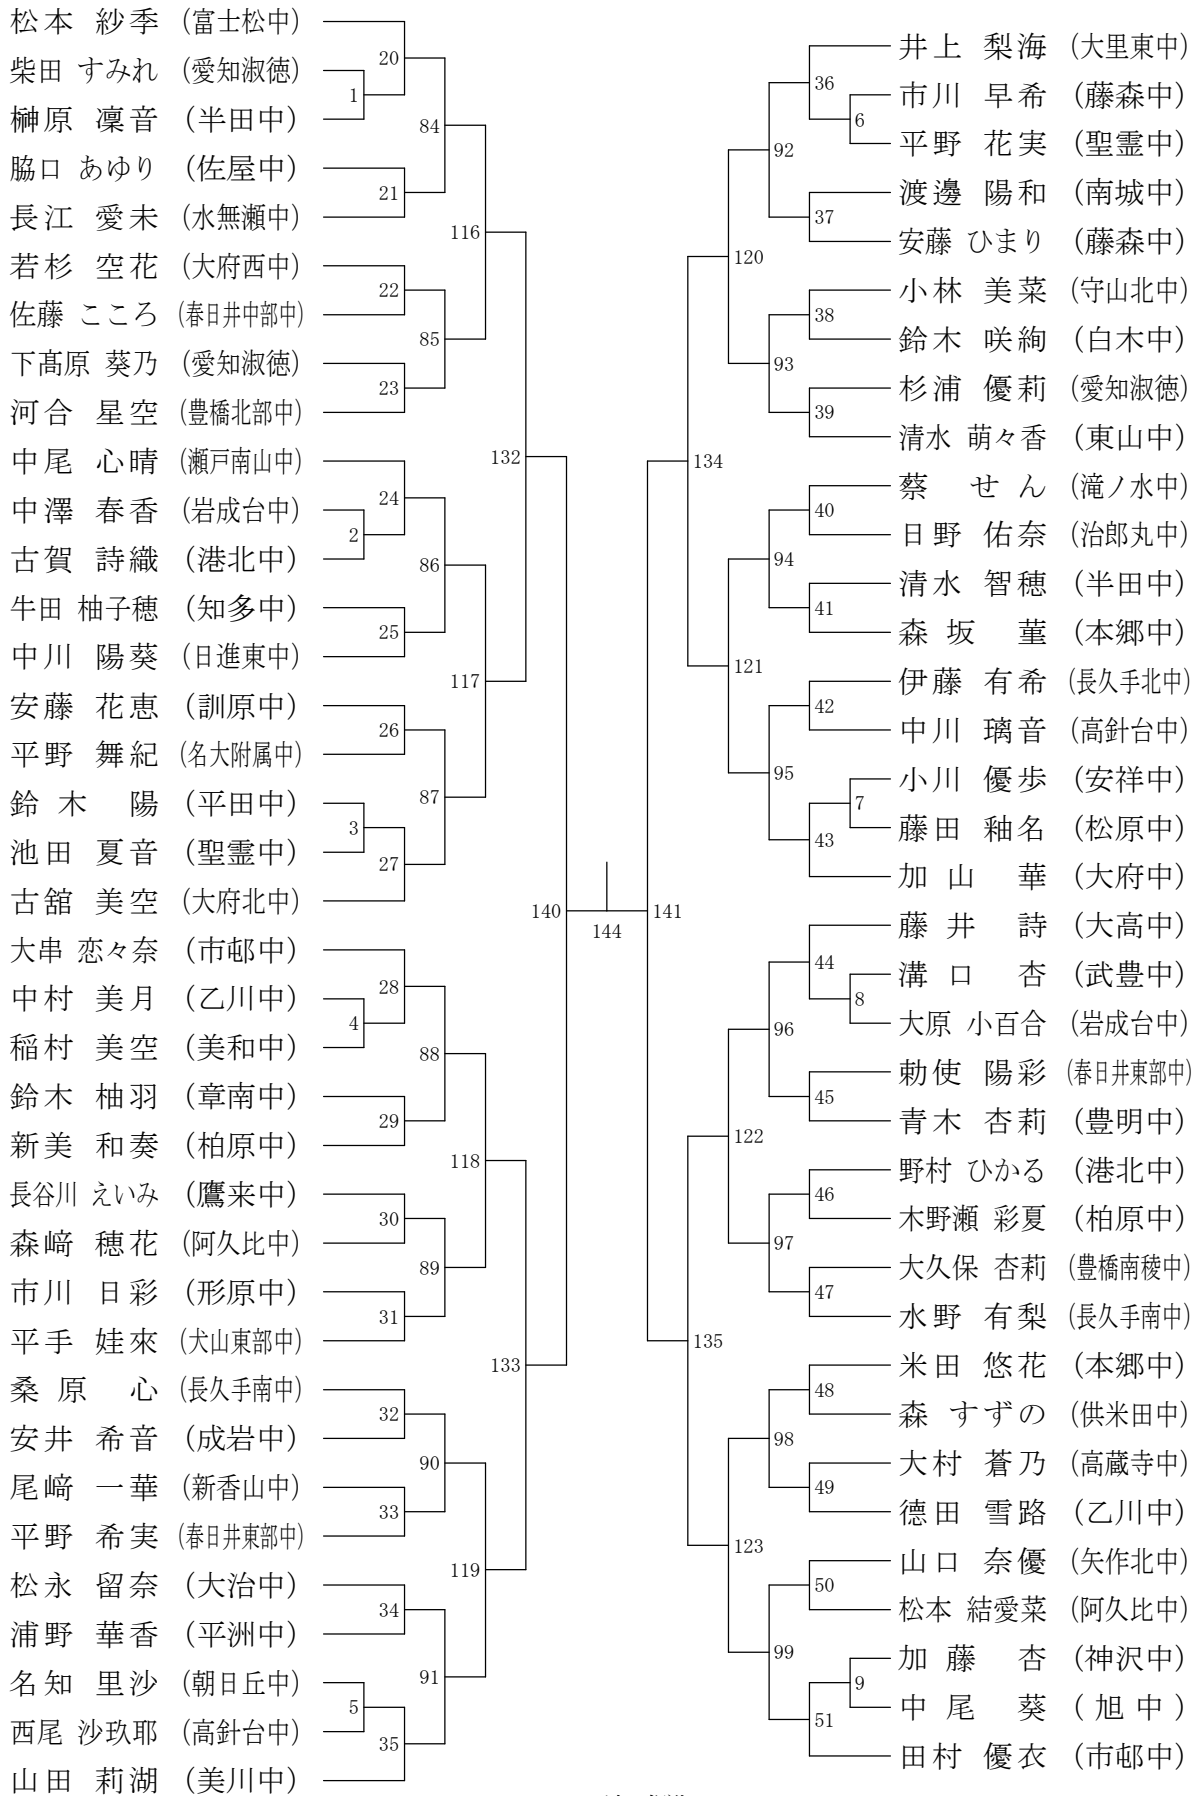 松本 紗季 (富士松中)
柴田 すみれ (愛知淑徳)
榊原 凜音 (半田中)
脇口 あゆり (佐屋中)
長江 愛未 (水無瀬中)
若杉 空花 (大府西中)
佐藤 こころ (春日井中部中)
下髙原 葵乃 (愛知淑徳)
河合 星空 (豊橋北部中)
中尾 心晴 (瀬戸南山中)
中澤 春香 (岩成台中)
古賀 詩織 (港北中)
牛田 柚子穂 (知多中)
中川 陽葵 (日進東中)
安藤 花恵 (訓原中)
平野 舞紀 (名大附属中)
鈴木 陽 (平田中)
池田 夏音 (聖霊中)
古舘 美空 (大府北中)
大串 恋々奈 (市邨中)
中村 美月 (乙川中)
稲村 美空 (美和中)
鈴木 柚羽 (章南中)
新美 和奏 (柏原中)
長谷川 えいみ (鷹来中)
森﨑 穂花 (阿久比中)
市川 日彩 (形原中)
平手 娃來 (犬山東部中)
桑原 心 (長久手南中)
安井 希音 (成岩中)
尾﨑 一華 (新香山中)
平野 希実 (春日井東部中)
松永 留奈 (大治中)
浦野 華香 (平洲中)
名知 里沙 (朝日丘中)
西尾 沙玖耶 (高針台中)
山田 莉湖 (美川中)
1
2
3
4
5
20
21
22
23
24
25
26
27
28
29
30
31
32
33
34
35
84
85
86
87
88
89
90
91
116
117
118
119
132
133
140
144
141
134
135
120
121
122
123
92
93
94
95
96
97
98
99
36
37
38
39
40
41
42
43
44
45
46
47
48
49
50
51
6
7
8
9
井上 梨海 (大里東中)
市川 早希 (藤森中)
平野 花実 (聖霊中)
渡邊 陽和 (南城中)
安藤 ひまり (藤森中)
小林 美菜 (守山北中)
鈴木 咲絢 (白木中)
杉浦 優莉 (愛知淑徳)
清水 萌々香 (東山中)
蔡 せん (滝ノ水中)
日野 佑奈 (治郎丸中)
清水 智穂 (半田中)
森坂 菫 (本郷中)
伊藤 有希 (長久手北中)
中川 璃音 (高針台中)
小川 優歩 (安祥中)
藤田 釉名 (松原中)
加山 華 (大府中)
藤井 詩 (大高中)
溝口 杏 (武豊中)
大原 小百合 (岩成台中)
勅使 陽彩 (春日井東部中)
青木 杏莉 (豊明中)
野村 ひかる (港北中)
木野瀬 彩夏 (柏原中)
大久保 杏莉 (豊橋南稜中)
水野 有梨 (長久手南中)
米田 悠花 (本郷中)
森 すずの (供米田中)
大村 蒼乃 (高蔵寺中)
德田 雪路 (乙川中)
山口 奈優 (矢作北中)
松本 結愛菜 (阿久比中)
加藤 杏 (神沢中)
中尾 葵 (旭中)
田村 優衣 (市邨中)